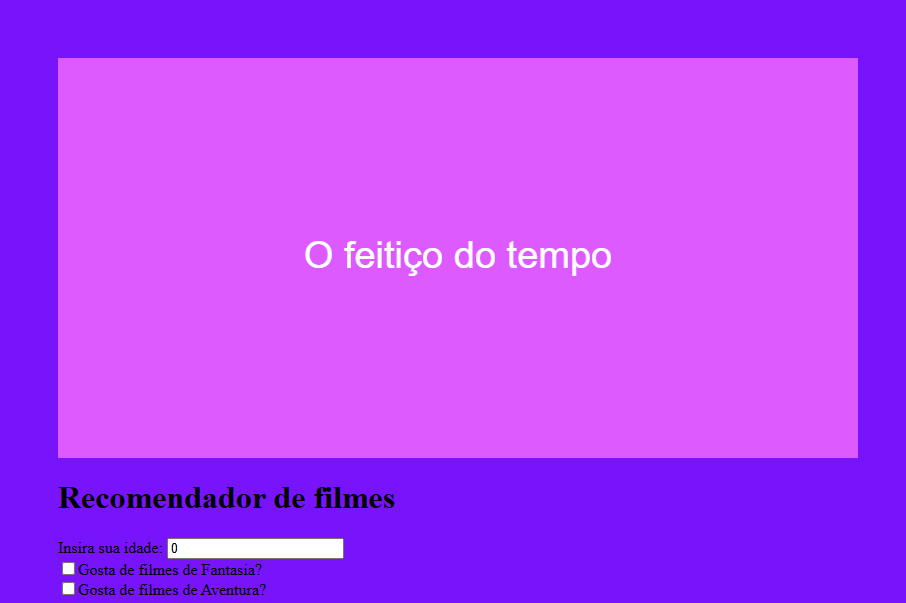 O feitiço do tempo
Recomendador de filmes
Insira sua idade: 0
Gosta de filmes de Fantasia?
Gosta de filmes de Aventura?